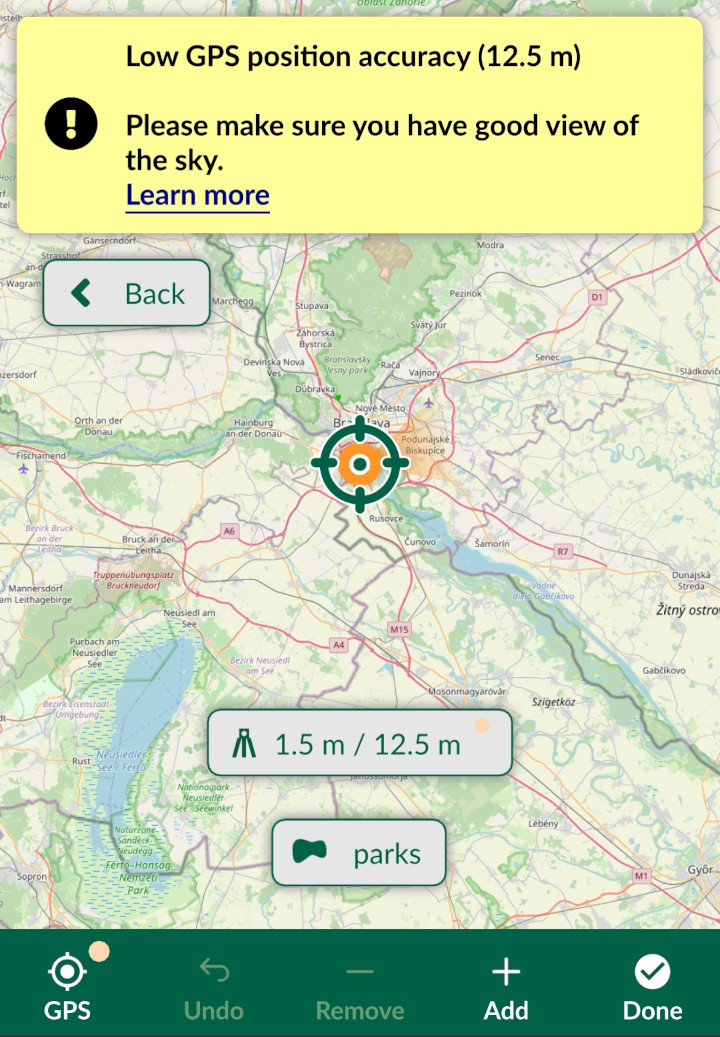 Oblast Záhorie
Low GPS position accuracy (12.5 m)
Please make sure you have good view of
the sky.
Learn more
Gänserndorf
Modra
Strasshof
Back
Marchegg
Stupava
Pezinok
D1
Záhorská
Bystrica
Svätý Jur
Devínska Nová
Ves
Bratislavský
lesný park
Rača
Vajnory
Senec
Dúbravka
Nové Mesto
Orth an der
Donau
Hainburg
an der Donau
Podunajské
Biskupice
Fischamend
Rusovce
Čunovo
Šamorín
A6
R7
Bezirk Bruck
an der
Leitha
Bruck an der
Leitha
Truppenübungsplatz
Bruckneudorf
Vodné
dielo Gabčíkovo
Dunajská
Streda
Mannersdorf
am Leithagebirge
Žitný ostro
Neusiedl am
See
M15
A4
Purbach am
Neusiedler
See
Bezirk Neusiedl
am See
Gabčíkovo
Mosonmagyaróvár
Szigetköz
Bezirk Eisenstadt-
Umgebung
1.5 m / 12.5 m
Rust
Neusiedler
See / Fertő
Jánossomorja
Nationalpark
Neusiedler
See - Seewinkel
Lébény
parks
Naturzone
Sandeck-
Neudegg
Fertő-Hanság
Nemzeti
Park
Sopron
M1
Győr
GPS
Undo
Remove
Add
Done